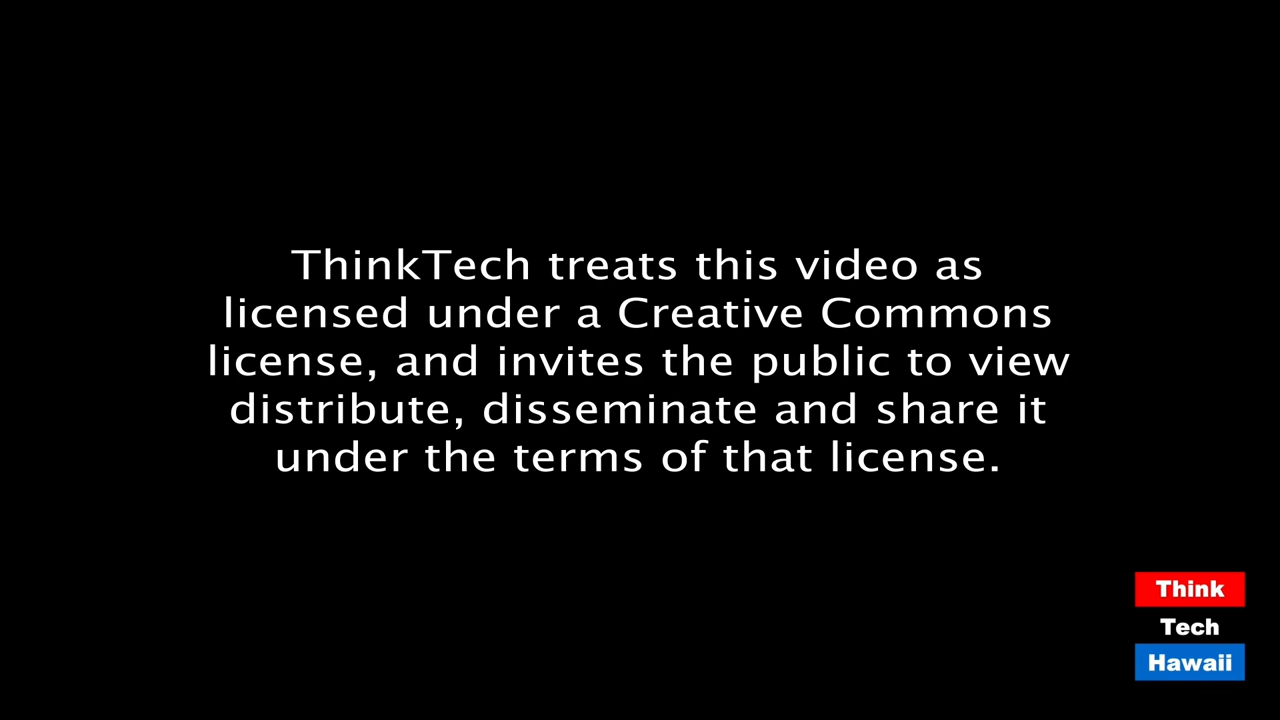 ThinkTech treats this video as
licensed under a Creative Commons
license, and invites the public to view
distribute, disseminate and share it
under the terms of that license.
Think
Tech
Hawaii